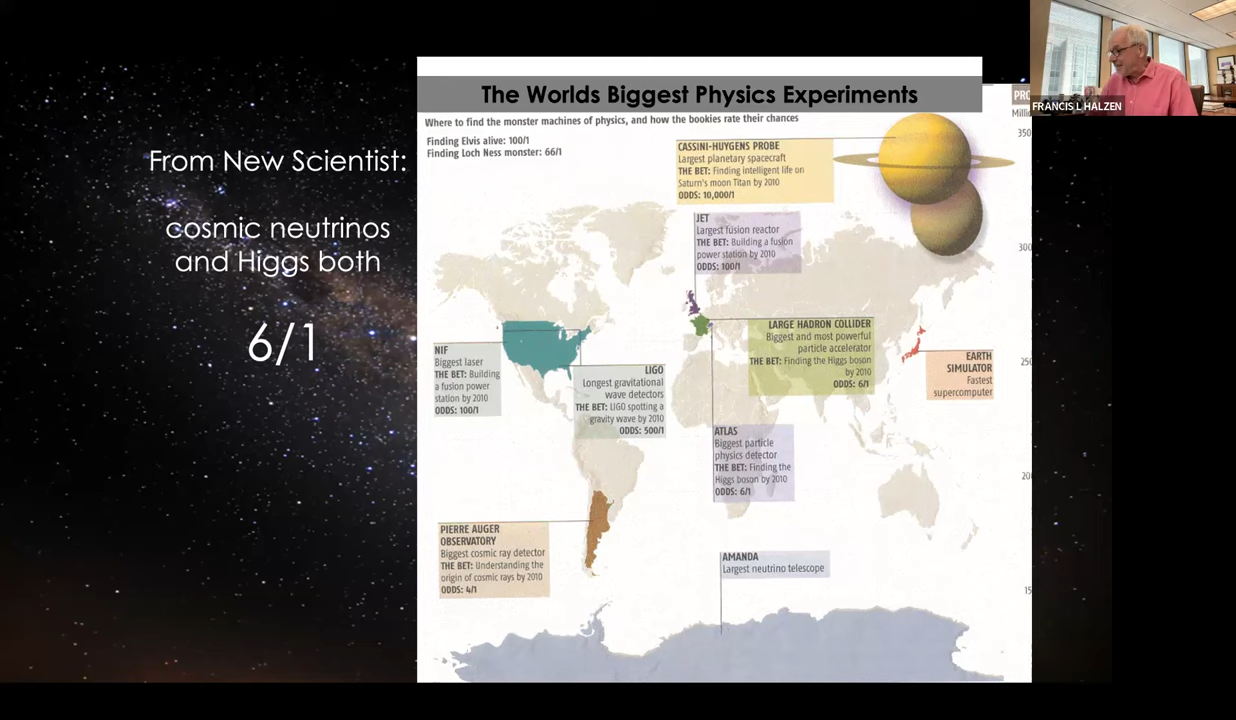 FRANCIS L HALZEN
From New Scientist:
cosmic neutrinos
and Higgs both
6/1
The Worlds Biggest Physics Experiments
Where to find the monster machines of physics, and how the bookies rate their chances
Finding Elvis alive: 100/1
Finding Loch Ness monster: 66/1
CASSINI-HUYGENS PROBE
Largest planetary spacecraft
THE BET: Finding intelligent life on
Saturn's moon Titan by 2010
ODDS: 10,000/1
JET
Largest fusion reactor
THE BET: Building a fusion
power station by 2010
ODDS: 100/1
LARGE HADRON COLLIDER
Biggest and most powerful
particle accelerator
THE BET: Finding the Higgs boson
by 2010
ODDS: 6/1
EARTH
SIMULATOR
Fastest
supercomputer
NIF
Biggest laser
THE BET: Building
a fusion power
station by 2010
ODDS: 100/1
LIGO
Longest gravitational
wave detectors
THE BET: LIGO spotting a
gravity wave by 2010
ODDS: 500/1
ATLAS
Biggest particle
physics detector
THE BET: Finding the
Higgs boson by 2010
ODDS: 6/1
PIERRE AUGER
OBSERVATORY
Biggest cosmic ray detector
THE BET: Understanding the
origin of cosmic rays by 2010
ODDS: 4/1
AMANDA
Largest neutrino telescope
PRO
Millio
350
300
250
20
15